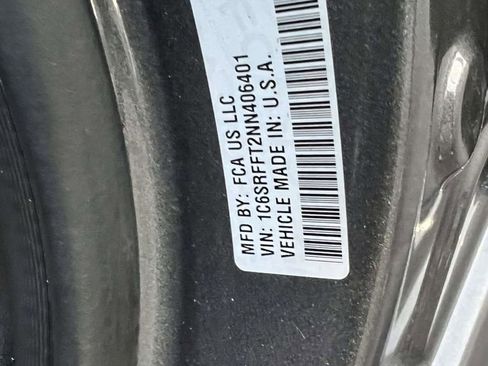 MFD BY: FCA US LLC
VIN: 1C6SRFFT2NN406401
VEHICLE MADE IN: U.S.A.